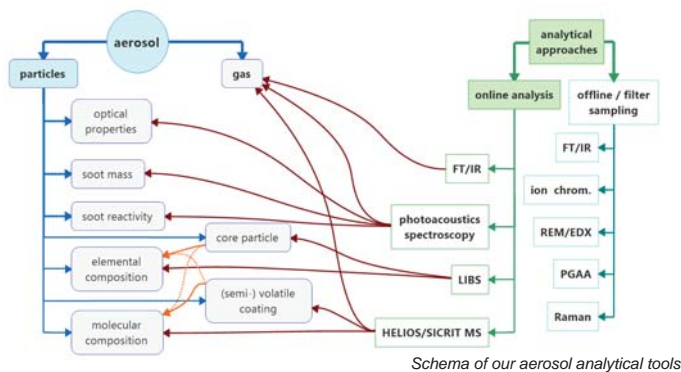 aerosol
analytical
approaches
particles
gas
online analysis
offline / filter
sampling
optical
properties
FT/IR
FT/IR
soot mass
ion chrom.
soot reactivity
photoacoustics
spectroscopy
core particle
REM/EDX
elemental
composition
LIBS
PGAA
(semi-) volatile
coating
molecular
composition
HELIOS/SICRIT MS
Raman
Schema of our aerosol analytical tools